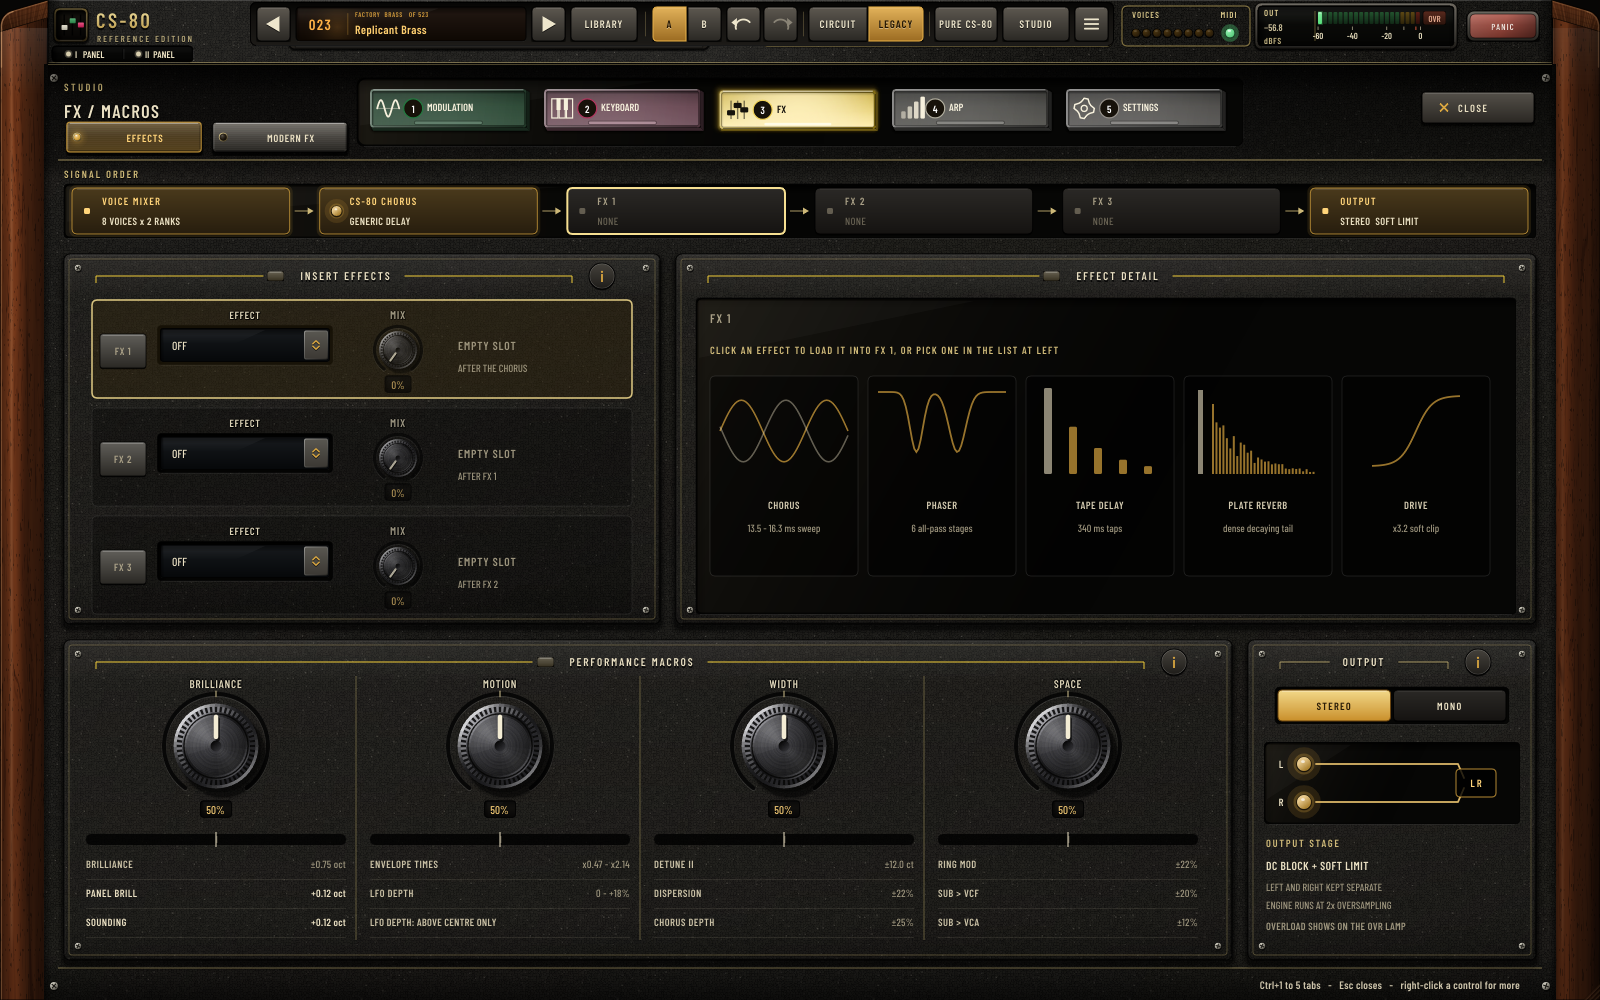 CS-80
REFERENCE EDITION
I PANEL
II PANEL
023
FACTORY BRASS OF 523
Replicant Brass
LIBRARY
A
B
CIRCUIT
LEGACY
PURE CS-80
STUDIO
VOICES
MIDI
OUT
-56.8
dBFS
-60
-40
-20
0
OVR
PANIC
STUDIO
FX / MACROS
EFFECTS
MODERN FX
1 MODULATION
2 KEYBOARD
3 FX
4 ARP
5 SETTINGS
CLOSE
SIGNAL ORDER
VOICE MIXER
8 VOICES x 2 RANKS
CS-80 CHORUS
GENERIC DELAY
FX 1
NONE
FX 2
NONE
FX 3
NONE
OUTPUT
STEREO SOFT LIMIT
INSERT EFFECTS
i
EFFECT
MIX
FX 1
OFF
0%
EMPTY SLOT
AFTER THE CHORUS
EFFECT
MIX
FX 2
OFF
0%
EMPTY SLOT
AFTER FX 1
EFFECT
MIX
FX 3
OFF
0%
EMPTY SLOT
AFTER FX 2
EFFECT DETAIL
FX 1
CLICK AN EFFECT TO LOAD IT INTO FX 1, OR PICK ONE IN THE LIST AT LEFT
CHORUS
13.5 - 16.3 ms sweep
PHASER
6 all-pass stages
TAPE DELAY
340 ms taps
PLATE REVERB
dense decaying tail
DRIVE
x3.2 soft clip
PERFORMANCE MACROS
i
BRILLIANCE
50%
BRILLIANCE ±0.75 oct
PANEL BRILL +0.12 oct
SOUNDING +0.12 oct
MOTION
50%
ENVELOPE TIMES x0.47 - x2.14
LFO DEPTH 0 - +18%
LFO DEPTH: ABOVE CENTRE ONLY
WIDTH
50%
DETUNE II ±12.0 ct
DISPERSION ±22%
CHORUS DEPTH ±25%
SPACE
50%
RING MOD ±22%
SUB > VCF ±20%
SUB > VCA ±12%
OUTPUT
i
STEREO
MONO
L
R
LR
OUTPUT STAGE
DC BLOCK + SOFT LIMIT
LEFT AND RIGHT KEPT SEPARATE
ENGINE RUNS AT 2x OVERSAMPLING
OVERLOAD SHOWS ON THE OVR LAMP
Ctrl+1 to 5 tabs - Esc closes - right-click a control for more